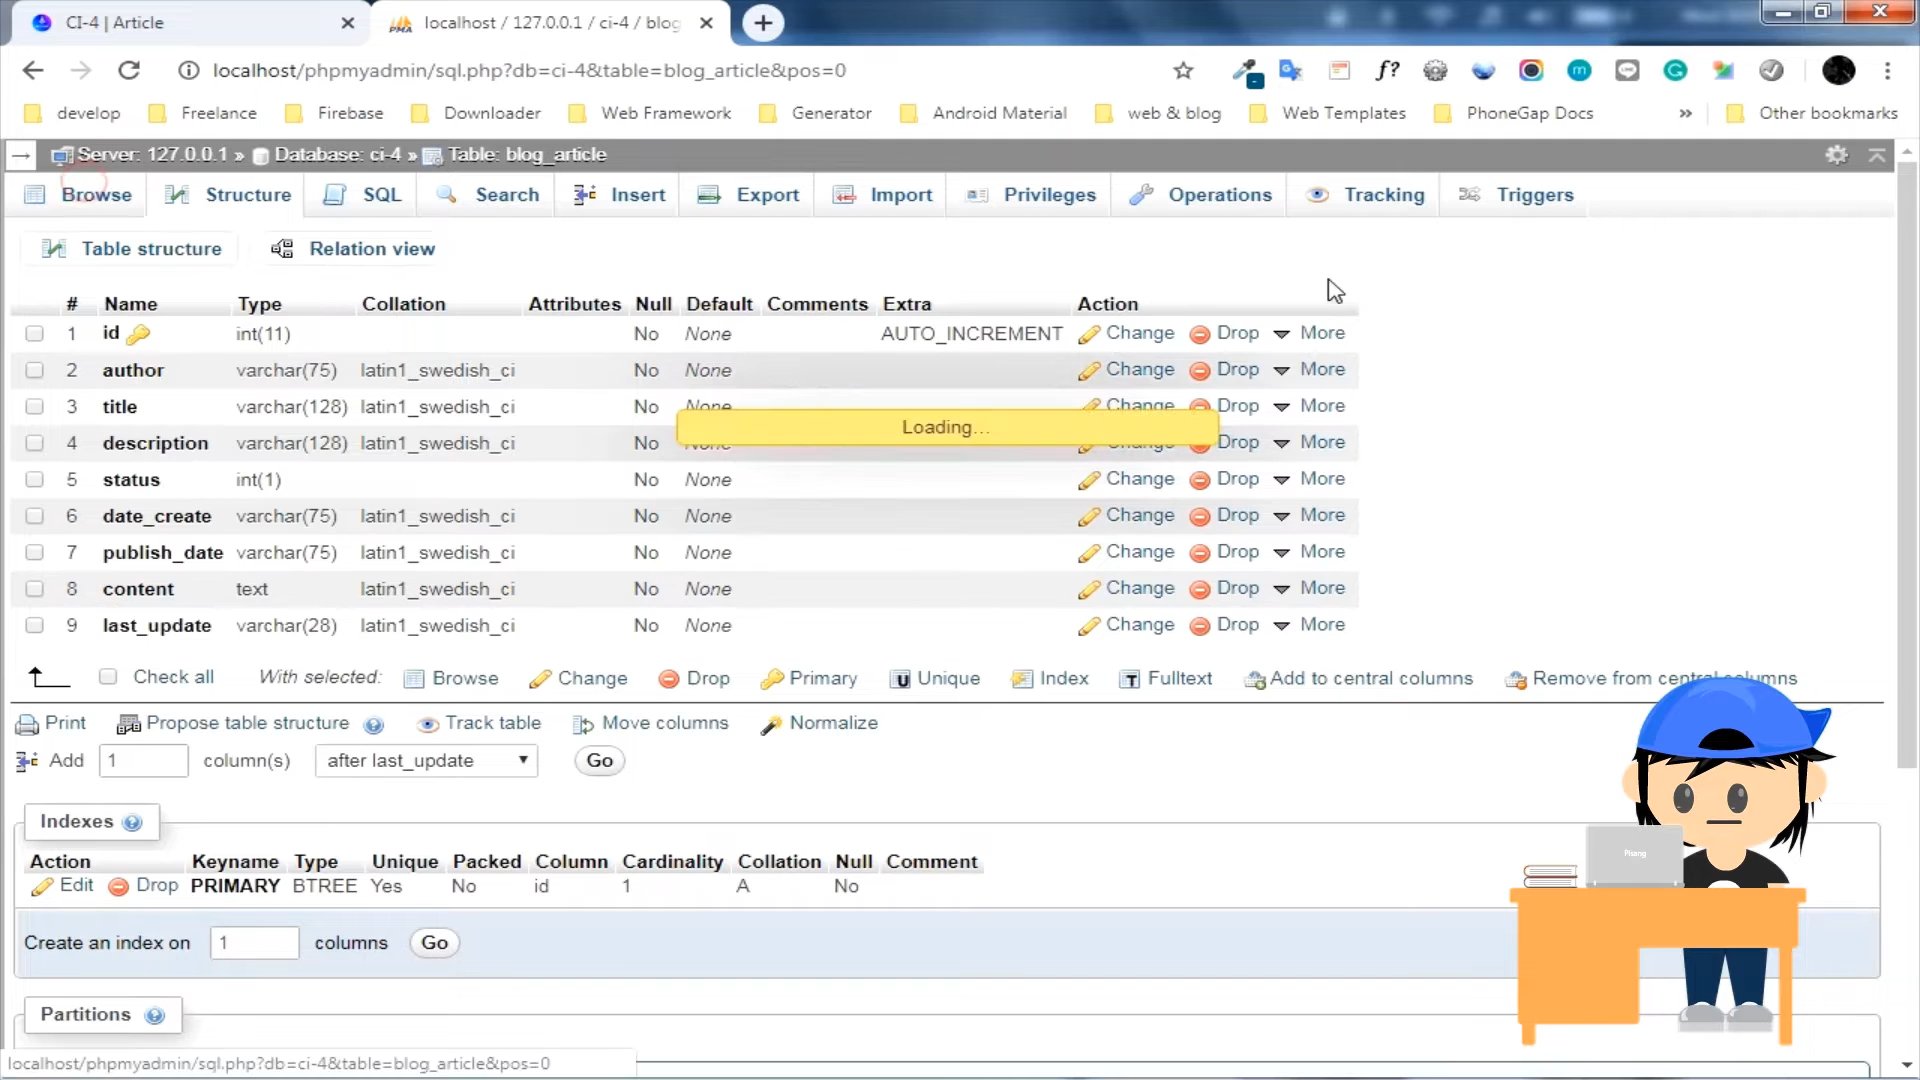 CI-4 | Article
localhost / 127.0.0.1 / ci-4 / blog
localhost/phpmyadmin/sql.php?db=ci-4&table=blog_article&pos=0
develop Freelance Firebase Downloader Web Framework Generator Android Material web & blog Web Templates PhoneGap Docs » Other bookmarks
Server: 127.0.0.1 » Database: ci-4 » Table: blog_article
Browse Structure SQL Search Insert Export Import Privileges Operations Tracking Triggers
Table structure Relation view
# Name Type Collation Attributes Null Default Comments Extra Action
1 id int(11) No None AUTO_INCREMENT Change Drop More
2 author varchar(75) latin1_swedish_ci No None Change Drop More
3 title varchar(128) latin1_swedish_ci No None Change Drop More
Loading...
4 description varchar(128) latin1_swedish_ci No None Change Drop More
5 status int(1) No None Change Drop More
6 date_create varchar(75) latin1_swedish_ci No None Change Drop More
7 publish_date varchar(75) latin1_swedish_ci No None Change Drop More
8 content text latin1_swedish_ci No None Change Drop More
9 last_update varchar(28) latin1_swedish_ci No None Change Drop More
Check all With selected: Browse Change Drop Primary Unique Index Fulltext Add to central columns Remove from central columns
Print Propose table structure Track table Move columns Normalize
Add 1 column(s) after last_update Go
Indexes
Action Keyname Type Unique Packed Column Cardinality Collation Null Comment
Edit Drop PRIMARY BTREE Yes No id 1 A No
Create an index on 1 columns Go
Partitions
localhost/phpmyadmin/sql.php?db=ci-4&table=blog_article&pos=0
Pisang